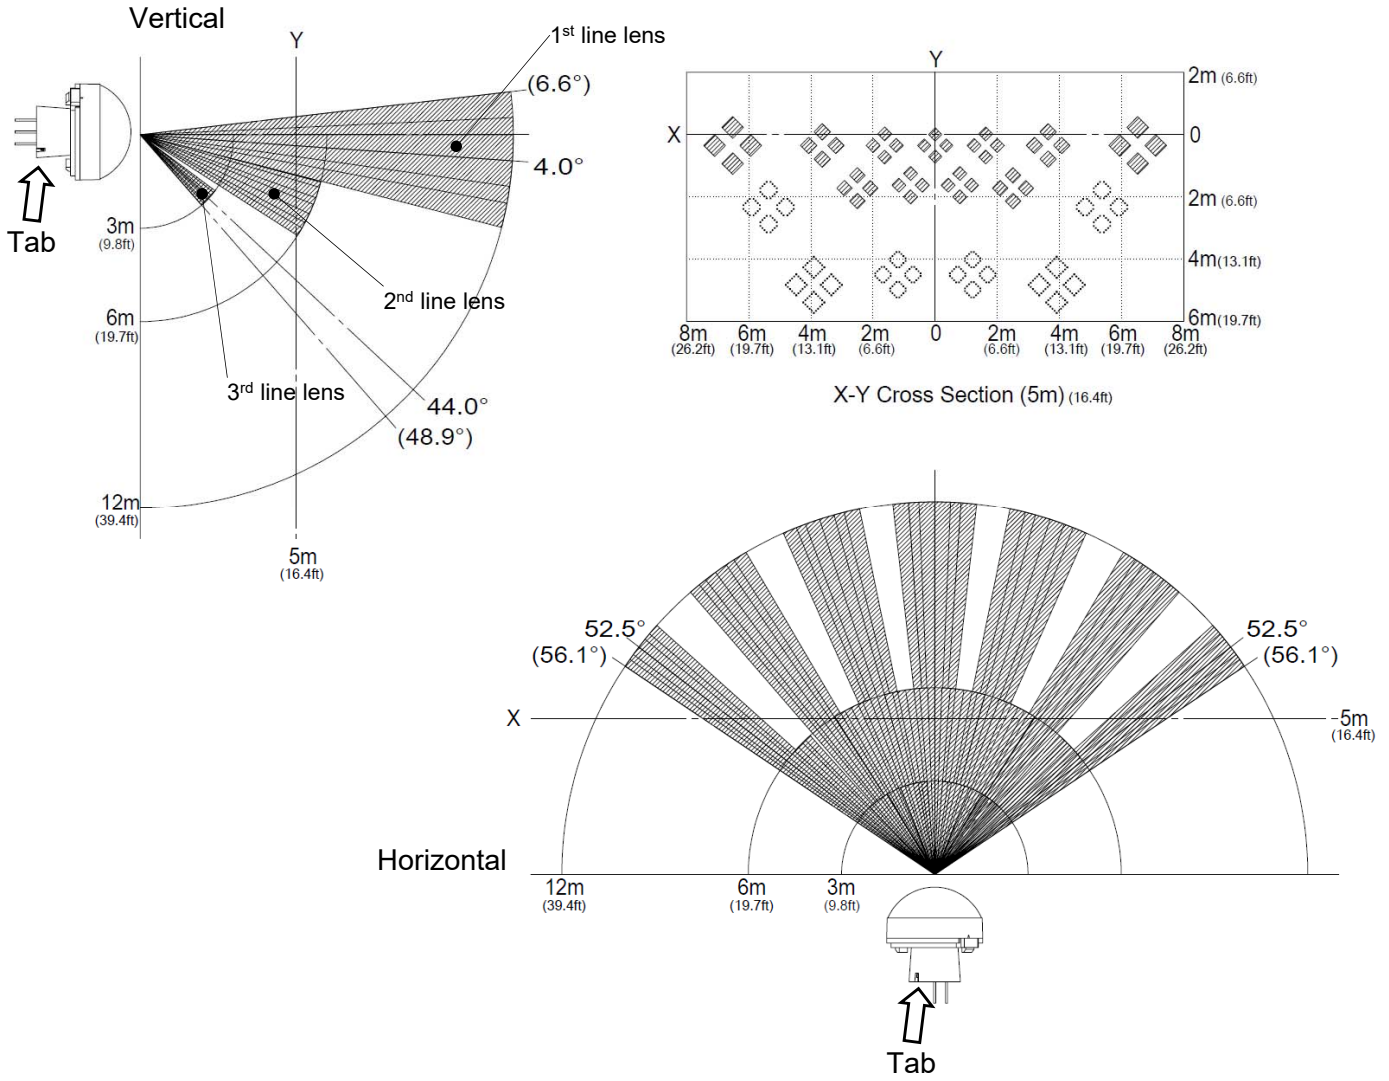 Vertical
Y
1st line lens
(6.6°)
4.0°
Tab
3m
(9.8ft)
2nd line lens
6m
(19.7ft)
3rd line lens
44.0°
(48.9°)
12m
(39.4ft)
5m
(16.4ft)
Y
2m (6.6ft)
X
0
2m (6.6ft)
4m (13.1ft)
6m (19.7ft)
8m 6m 4m 2m 0 2m 4m 6m 8m
(26.2ft) (19.7ft) (13.1ft) (6.6ft) (6.6ft) (13.1ft) (19.7ft) (26.2ft)
X-Y Cross Section (5m) (16.4ft)
52.5° 52.5°
(56.1°) (56.1°)
X 5m
(16.4ft)
Horizontal
12m 6m 3m
(39.4ft) (19.7ft) (9.8ft)
Tab